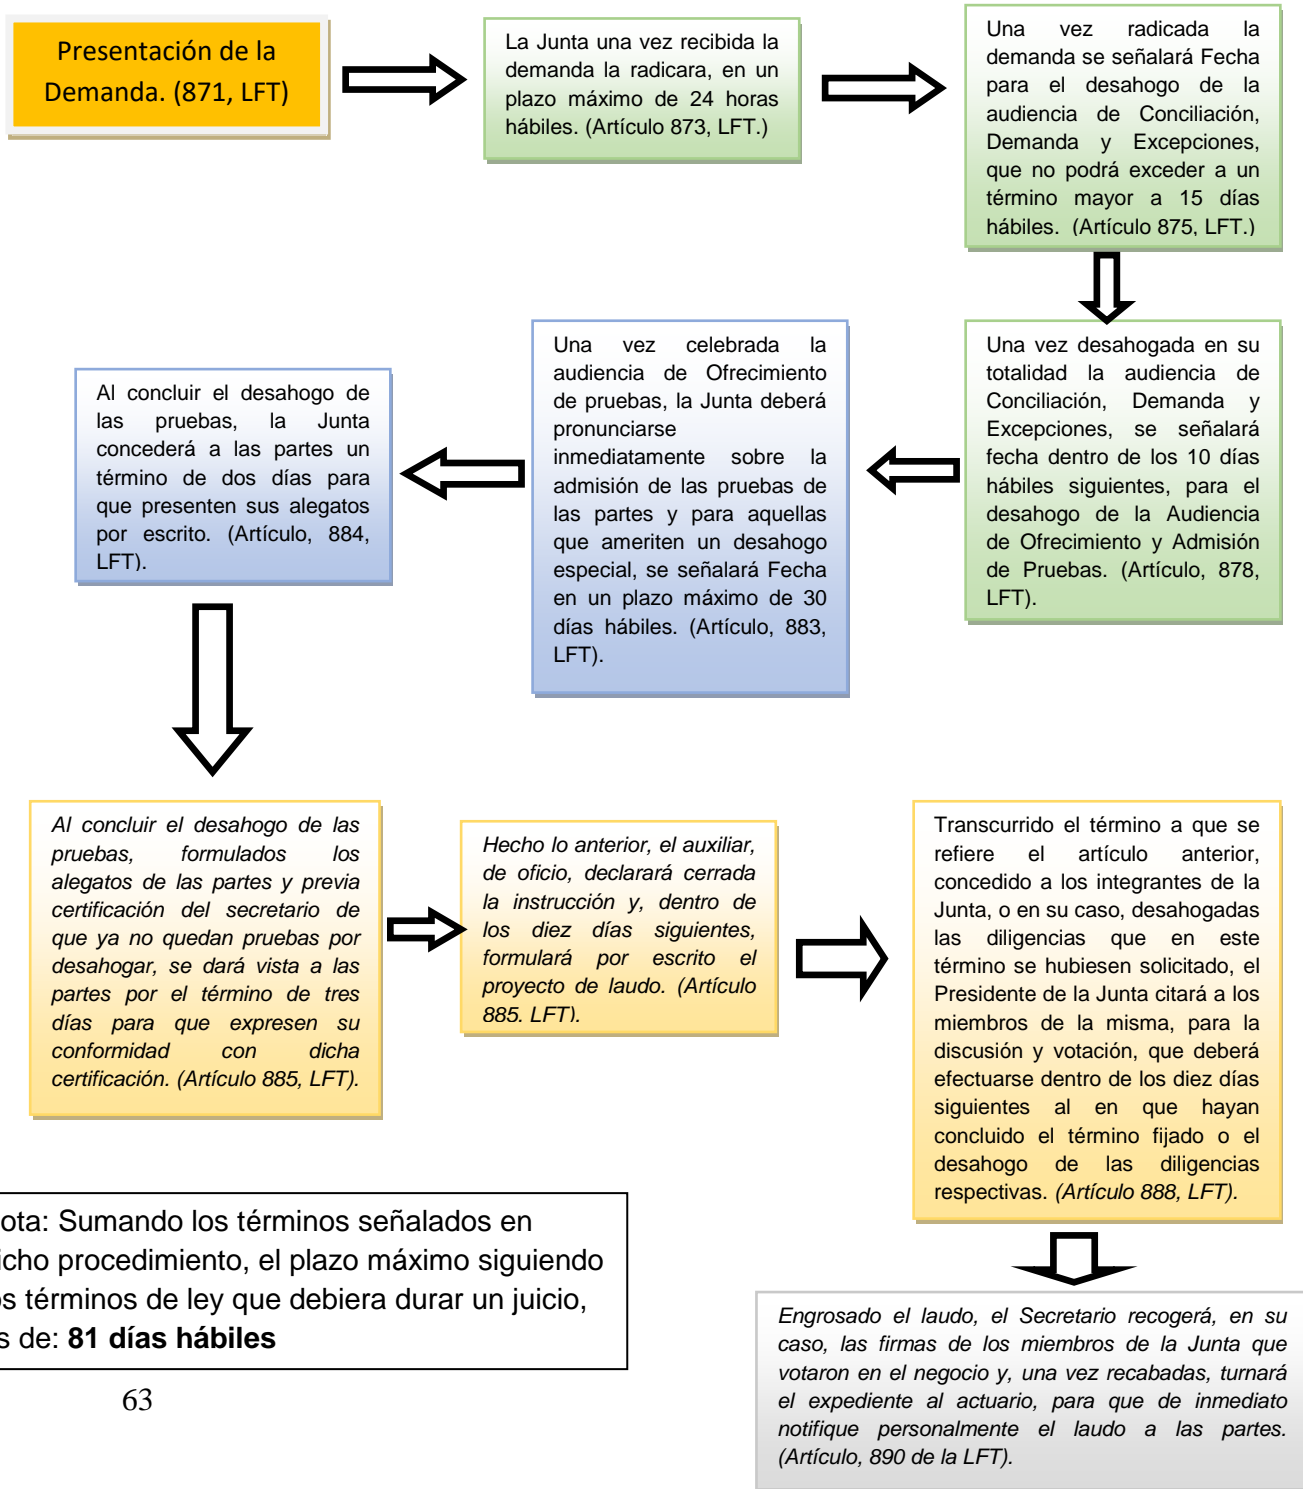 Presentación de la
Demanda. (871, LFT)
La Junta una vez recibida la
demanda la radicara, en un
plazo máximo de 24 horas
hábiles. (Artículo 873, LFT.)
Una vez radicada la
demanda se señalará Fecha
para el desahogo de la
audiencia de Conciliación,
Demanda y Excepciones,
que no podrá exceder a un
término mayor a 15 días
hábiles. (Artículo 875, LFT.)
Una vez desahogada en su
totalidad la audiencia de
Conciliación, Demanda y
Excepciones, se señalará
fecha dentro de los 10 días
hábiles siguientes, para el
desahogo de la Audiencia
de Ofrecimiento y Admisión
de Pruebas. (Artículo, 878,
LFT).
Una vez celebrada la
audiencia de Ofrecimiento
de pruebas, la Junta deberá
pronunciarse
inmediatamente sobre la
admisión de las pruebas de
las partes y para aquellas
que ameriten un desahogo
especial, se señalará Fecha
en un plazo máximo de 30
días hábiles. (Artículo, 883,
LFT).
Al concluir el desahogo de
las pruebas, la Junta
concederá a las partes un
término de dos días para
que presenten sus alegatos
por escrito. (Artículo, 884,
LFT).
Al concluir el desahogo de las
pruebas, formulados los
alegatos de las partes y previa
certificación del secretario de
que ya no quedan pruebas por
desahogar, se dará vista a las
partes por el término de tres
días para que expresen su
conformidad con dicha
certificación. (Artículo 885, LFT).
Hecho lo anterior, el auxiliar,
de oficio, declarará cerrada
la instrucción y, dentro de
los diez días siguientes,
formulará por escrito el
proyecto de laudo. (Artículo
885. LFT).
Transcurrido el término a que se
refiere el artículo anterior,
concedido a los integrantes de la
Junta, o en su caso, desahogadas
las diligencias que en este
término se hubiesen solicitado, el
Presidente de la Junta citará a los
miembros de la misma, para la
discusión y votación, que deberá
efectuarse dentro de los diez días
siguientes al en que hayan
concluido el término fijado o el
desahogo de las diligencias
respectivas. (Artículo 888, LFT).
Engrosado el laudo, el Secretario recogerá, en su
caso, las firmas de los miembros de la Junta que
votaron en el negocio y, una vez recabadas, turnará
el expediente al actuario, para que de inmediato
notifique personalmente el laudo a las partes.
(Artículo, 890 de la LFT).
ota: Sumando los términos señalados en
icho procedimiento, el plazo máximo siguiendo
os términos de ley que debiera durar un juicio,
s de: 81 días hábiles
63